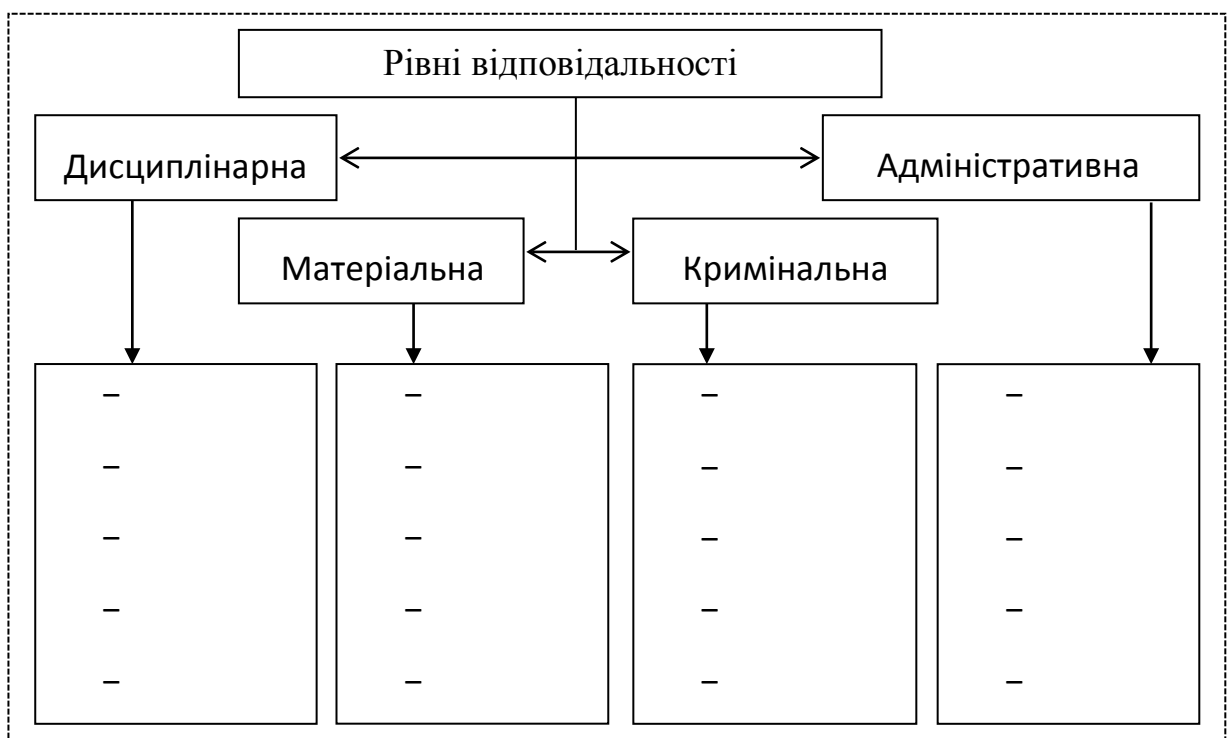 Рівні відповідальності
Дисциплінарна
Адміністративна
Матеріальна
Кримінальна
– – – –
– – – –
– – – –
– – – –
– – – –